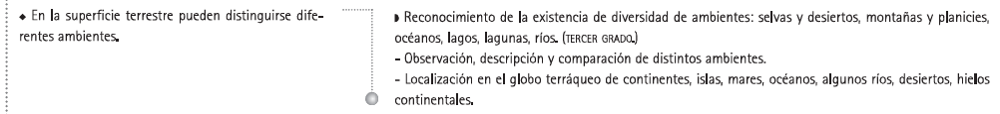 ◆ En la superficie terrestre pueden distinguirse dife-
rentes ambientes.
◗ Reconocimiento de la existencia de diversidad de ambientes: selvas y desiertos, montañas y planicies,
océanos, lagos, lagunas, ríos. (TERCER GRADO.)
- Observación, descripción y comparación de distintos ambientes.
- Localización en el globo terráqueo de continentes, islas, mares, océanos, algunos ríos, desiertos, hielos
continentales.